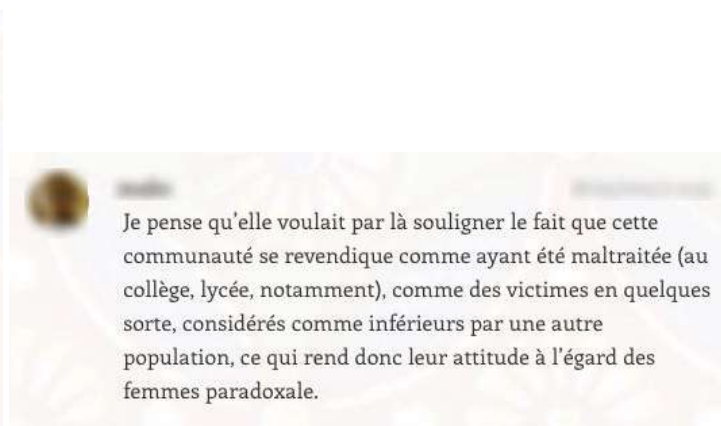 Je pense qu'elle voulait par là souligner le fait que cette
communauté se revendique comme ayant été maltraitée (au
collège, lycée, notamment), comme des victimes en quelques
sorte, considérés comme inférieurs par une autre
population, ce qui rend donc leur attitude à l'égard des
femmes paradoxale.